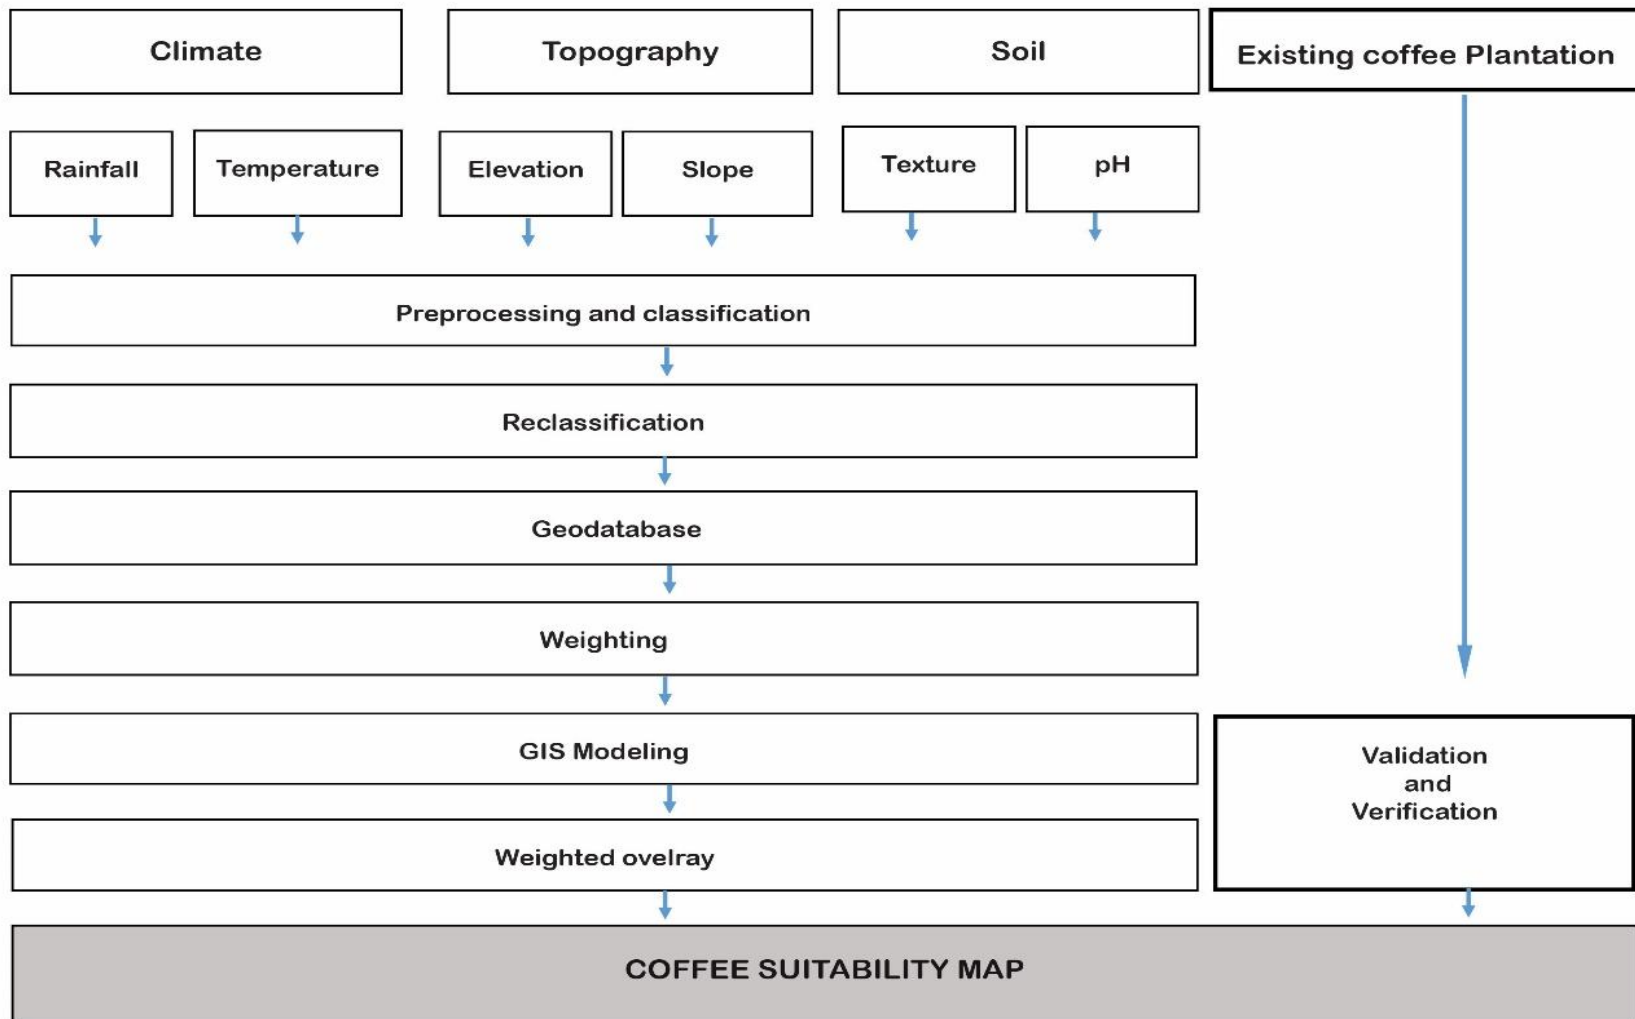 Climate
Topography
Soil
Existing coffee Plantation
Rainfall
Temperature
Elevation
Slope
Texture
pH
Preprocessing and classification
Reclassification
Geodatabase
Weighting
GIS Modeling
Validation
and
Verification
Weighted ovelray
COFFEE SUITABILITY MAP